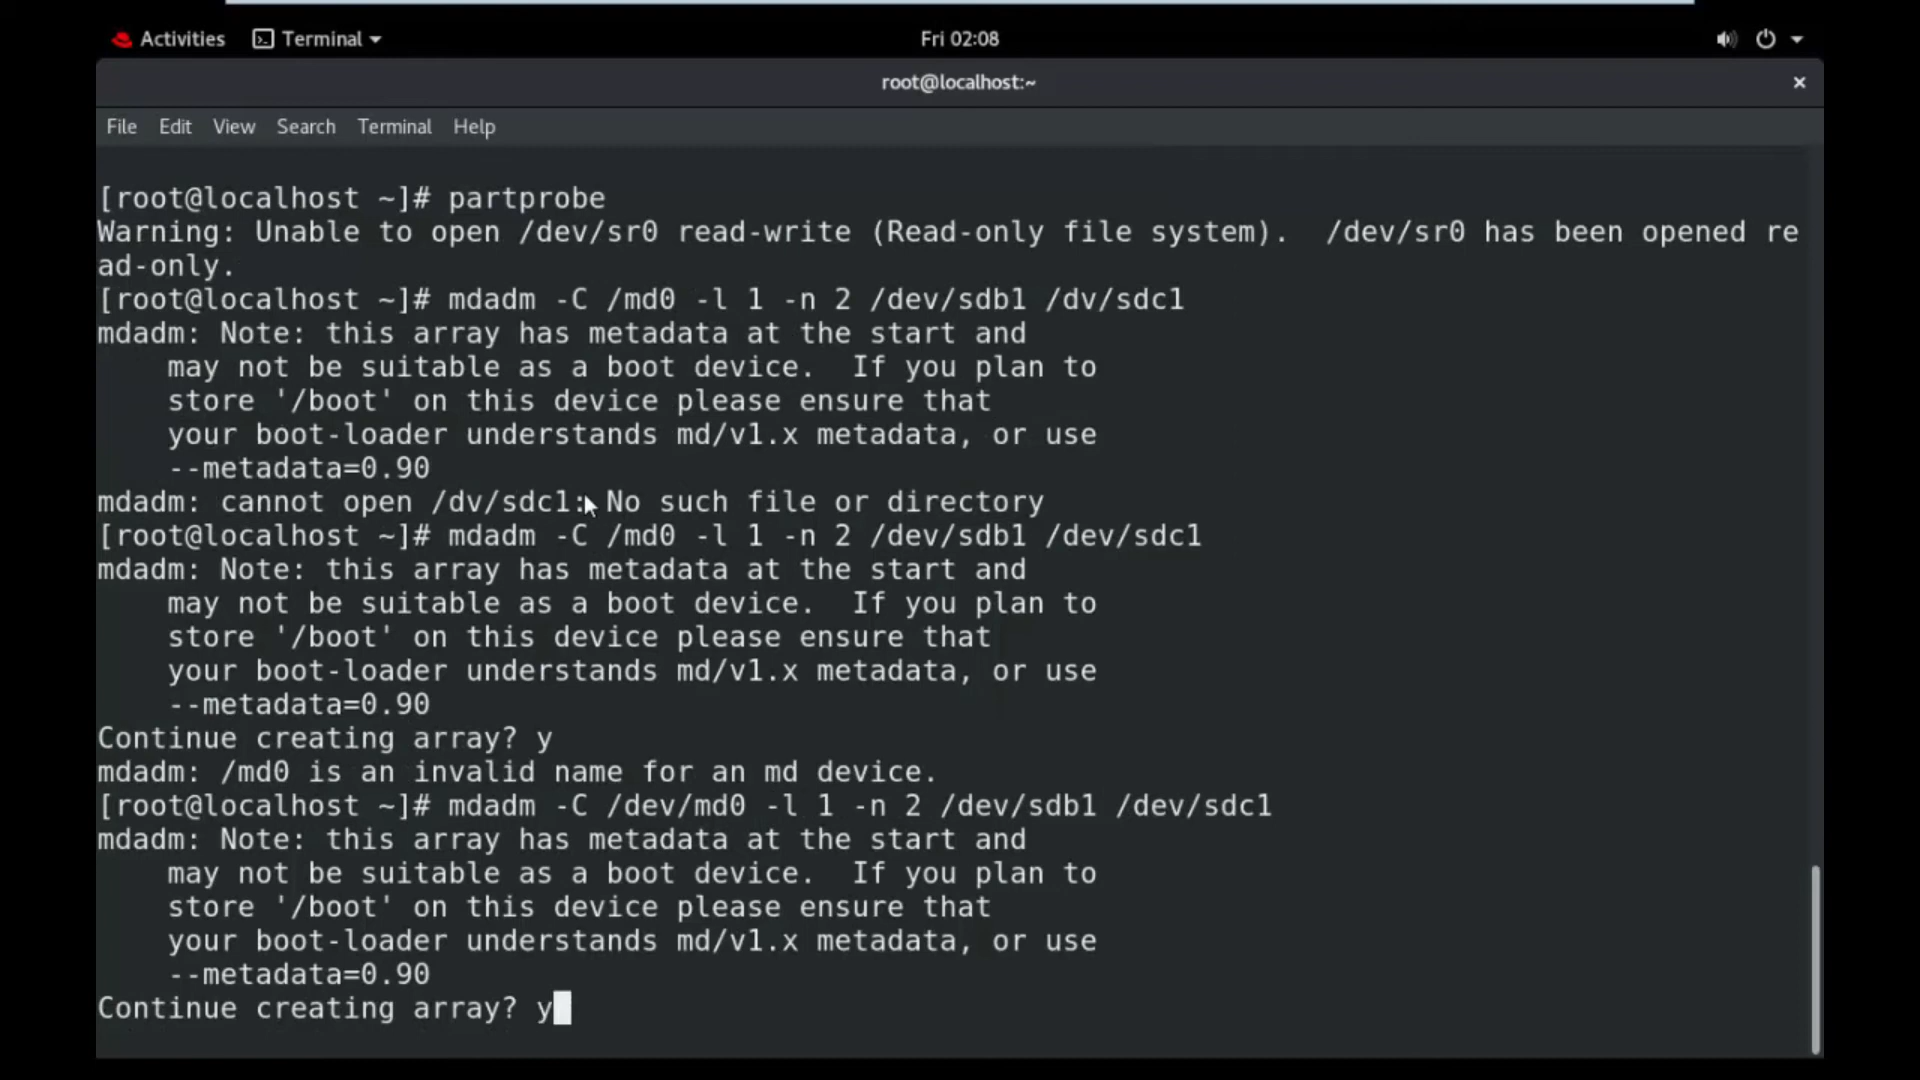 Activities Terminal Fri 02:08
root@localhost:~ ×
File Edit View Search Terminal Help
[root@localhost ~]# partprobe
Warning: Unable to open /dev/sr0 read-write (Read-only file system).  /dev/sr0 has been opened re
ad-only.
[root@localhost ~]# mdadm -C /md0 -l 1 -n 2 /dev/sdb1 /dv/sdc1
mdadm: Note: this array has metadata at the start and
    may not be suitable as a boot device.  If you plan to
    store '/boot' on this device please ensure that
    your boot-loader understands md/v1.x metadata, or use
    --metadata=0.90
mdadm: cannot open /dv/sdc1: No such file or directory
[root@localhost ~]# mdadm -C /md0 -l 1 -n 2 /dev/sdb1 /dev/sdc1
mdadm: Note: this array has metadata at the start and
    may not be suitable as a boot device.  If you plan to
    store '/boot' on this device please ensure that
    your boot-loader understands md/v1.x metadata, or use
    --metadata=0.90
Continue creating array? y
mdadm: /md0 is an invalid name for an md device.
[root@localhost ~]# mdadm -C /dev/md0 -l 1 -n 2 /dev/sdb1 /dev/sdc1
mdadm: Note: this array has metadata at the start and
    may not be suitable as a boot device.  If you plan to
    store '/boot' on this device please ensure that
    your boot-loader understands md/v1.x metadata, or use
    --metadata=0.90
Continue creating array? y